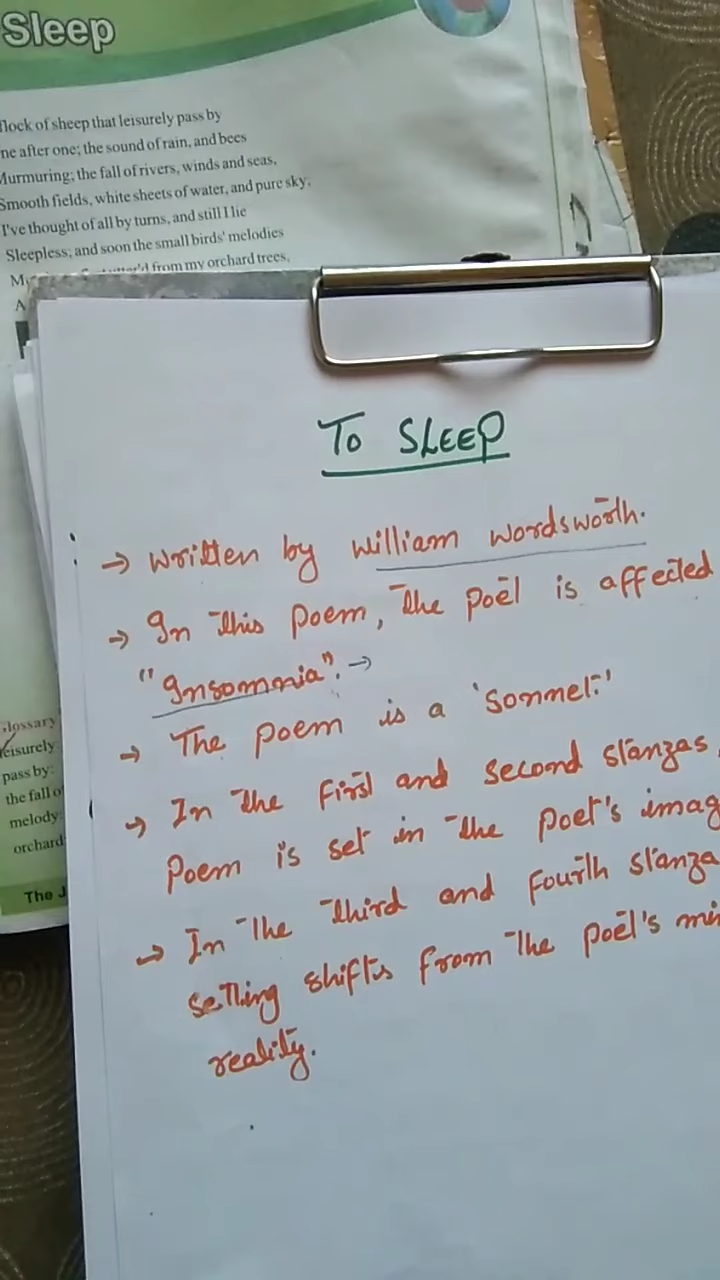 Sleep
flock of sheep that leisurely pass by
ne after one; the sound of rain, and bees
Murmuring; the fall of rivers, winds and seas,
Smooth fields, white sheets of water, and pure sky;
I've thought of all by turns, and still I lie
Sleepless; and soon the small birds' melodies
from my orchard trees,
A
TO SLEEP
→ written by William Wordsworth.
→ In this poem, the poet is affected
"Insomnia". →
→ The poem is a 'sonnet.'
→ In the first and second stanzas,
Poem is set in the poet's imag
→ In the third and fourth stanza
setting shifts from the poet's min
reality.
Glossary
leisurely
pass by:
the fall of
melody:
orchard
The J